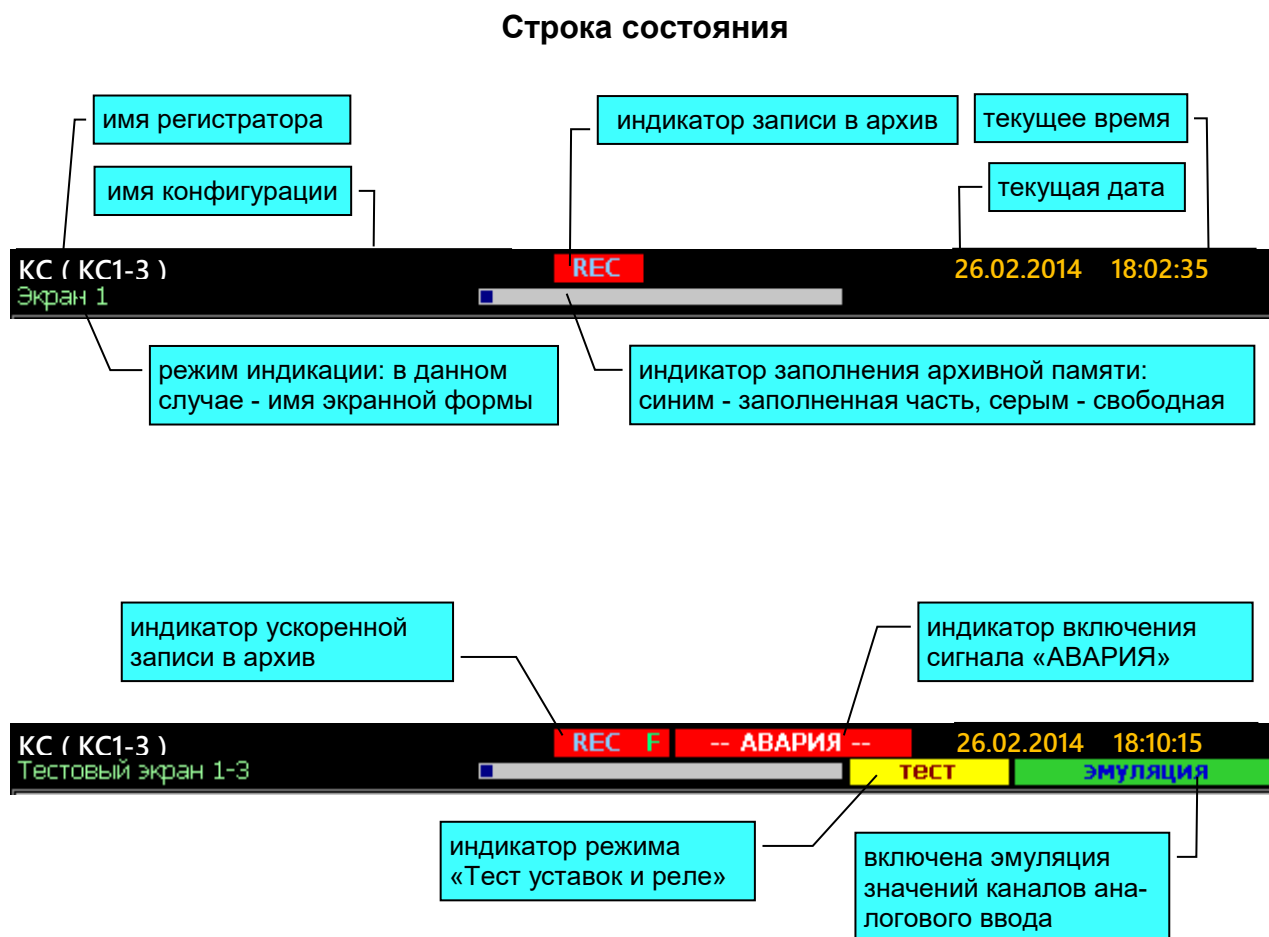 Строка состояния
имя регистратора
индикатор записи в архив
текущее время
имя конфигурации
текущая дата
КС ( КС1-3 )
REC
26.02.2014 18:02:35
Экран 1
режим индикации: в данном
случае - имя экранной формы
индикатор заполнения архивной памяти:
синим - заполненная часть, серым - свободная
индикатор ускоренной
записи в архив
индикатор включения
сигнала «АВАРИЯ»
КС ( КС1-3 )
REC F
-- АВАРИЯ --
26.02.2014 18:10:15
Тестовый экран 1-3
тест
эмуляция
индикатор режима
«Тест уставок и реле»
включена эмуляция
значений каналов ана-
логового ввода